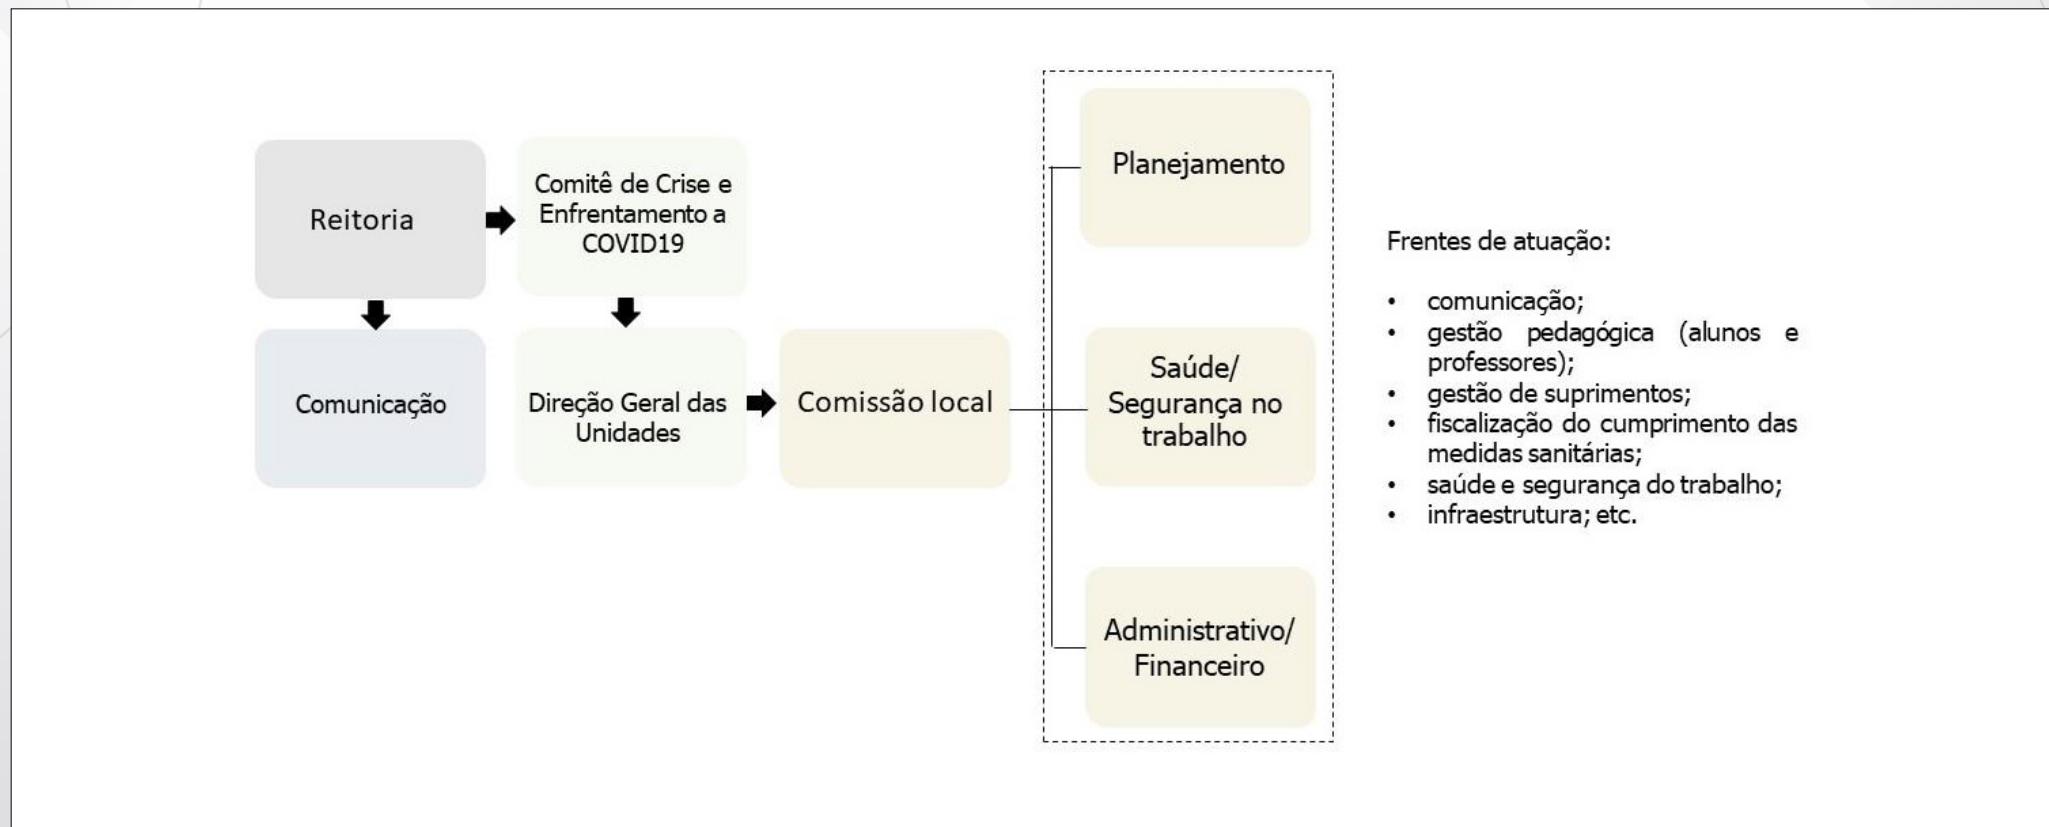 Reitoria
Comitê de Crise e
Enfrentamento a
COVID19
Comunicação
Direção Geral das
Unidades
Comissão local
Planejamento
Saúde/
Segurança no
trabalho
Administrativo/
Financeiro
Frentes de atuação:
• comunicação;
• gestão pedagógica (alunos e
professores);
• gestão de suprimentos;
• fiscalização do cumprimento das
medidas sanitárias;
• saúde e segurança do trabalho;
• infraestrutura; etc.